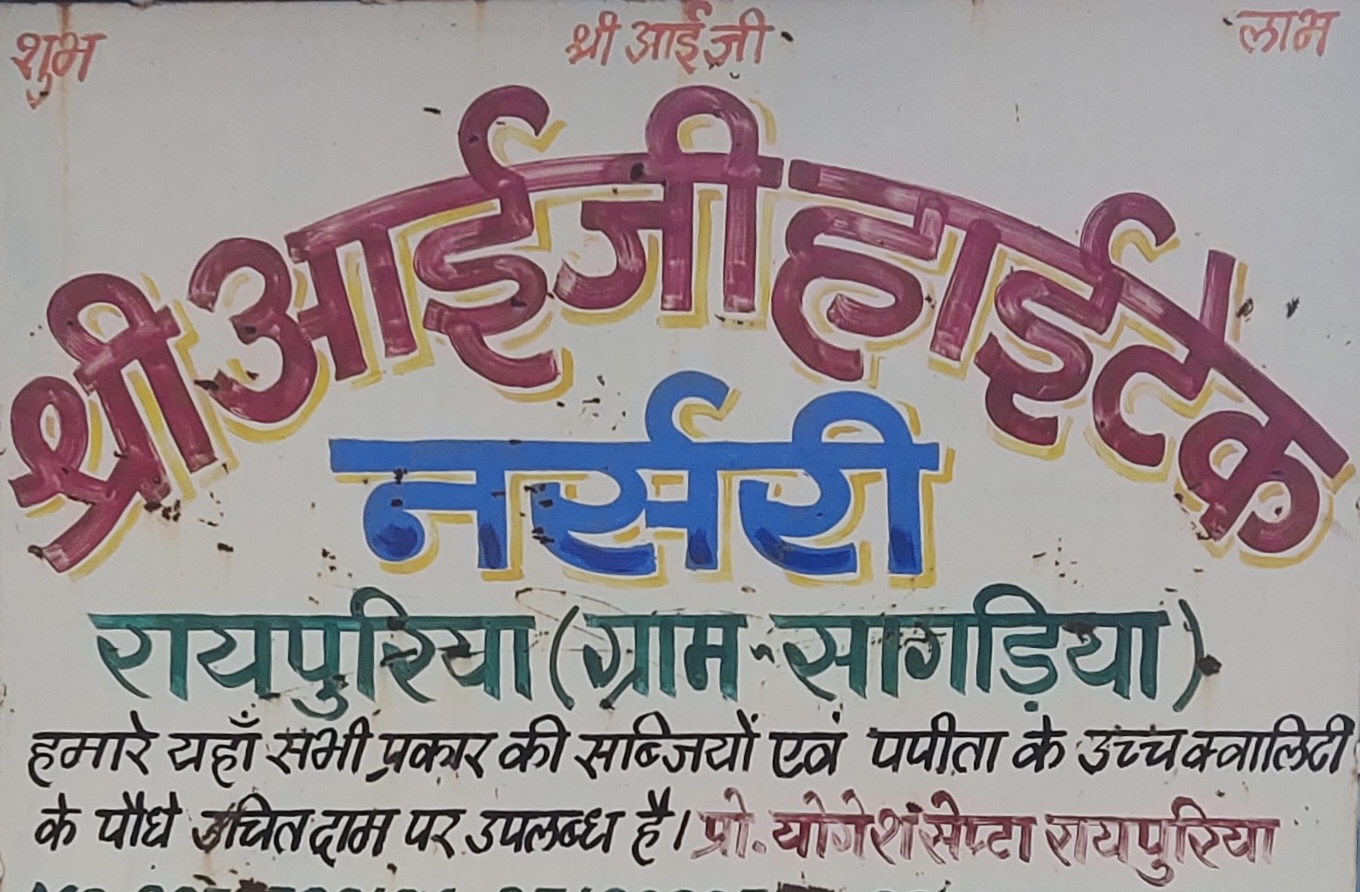 शुभ श्री आईजी लाभ
श्री आईजी हाईटेक
नर्सरी
रायपुरिया (ग्राम-सागड़िया)
हमारे यहाँ सभी प्रकार की सब्जियों एवं पपीता के उच्च क्वालिटी
के पौधे उचित दाम पर उपलब्ध है। प्रो. योगेश सेप्टा रायपुरिया